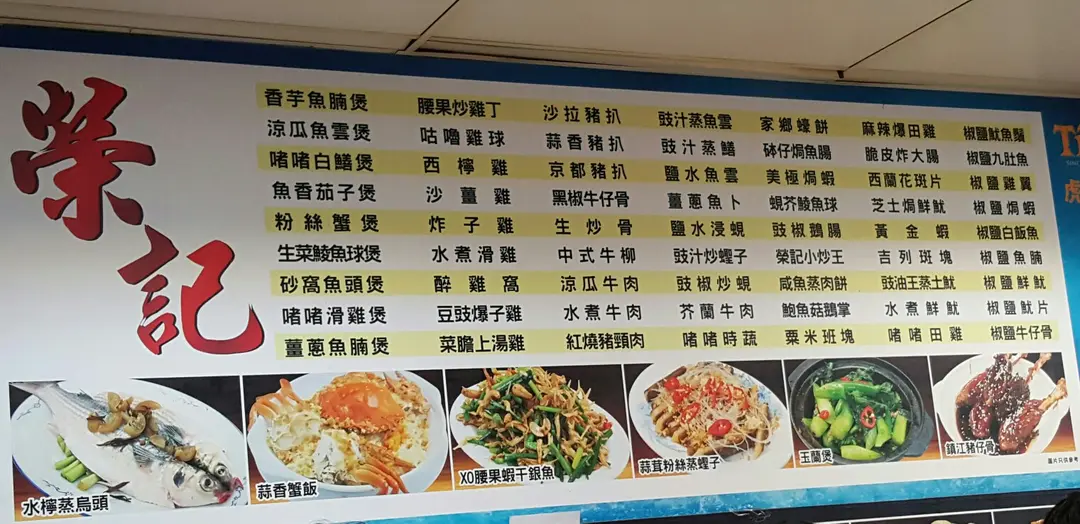 榮記
香芋魚腩煲 腰果炒雞丁 沙拉豬扒 豉汁蒸魚雲 家鄉蠔餅 麻辣爆田雞 椒鹽魷魚鬚
涼瓜魚雲煲 咕嚕雞球 蒜香豬扒 豉汁蒸鱔 砵仔焗魚腸 脆皮炸大腸 椒鹽九肚魚
啫啫白鱔煲 西檸雞 京都豬扒 鹽水魚雲 美極焗蝦 西蘭花斑片 椒鹽雞翼
魚香茄子煲 沙薑雞 黑椒牛仔骨 薑蔥魚卜 蜆芥鯪魚球 芝士焗鮮魷 椒鹽焗蝦
粉絲蟹煲 炸子雞 生炒骨 鹽水浸蜆 豉椒鵝腸 黃金蝦 椒鹽白飯魚
生菜鯪魚球煲 水煮滑雞 中式牛柳 豉汁炒蟶子 榮記小炒王 吉列斑塊 椒鹽魚腩
砂窩魚頭煲 醉雞窩 涼瓜牛肉 豉椒炒蜆 咸魚蒸肉餅 豉油王蒸土魷 椒鹽鮮魷
啫啫滑雞煲 豆豉爆子雞 水煮牛肉 芥蘭牛肉 鮑魚菇鵝掌 水煮鮮魷 椒鹽魷片
薑蔥魚腩煲 菜膽上湯雞 紅燒豬頸肉 啫啫時蔬 粟米班塊 啫啫田雞 椒鹽牛仔骨
水檸蒸烏頭
蒜香蟹飯
XO腰果蝦干銀魚
蒜茸粉絲蒸蟶子
玉蘭煲
鎮江豬仔骨
圖片只供參考
虎